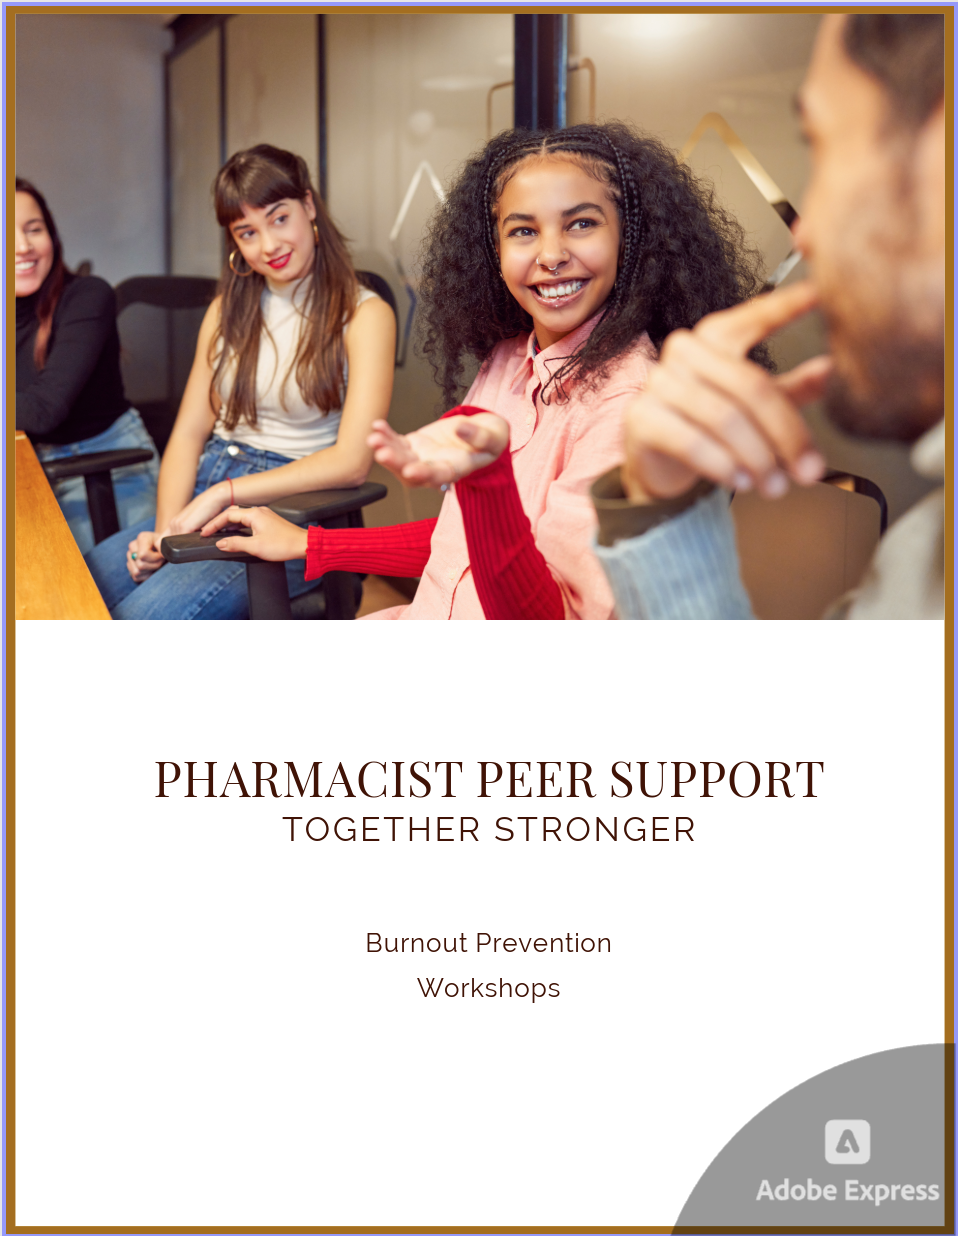 PHARMACIST PEER SUPPORT
TOGETHER STRONGER
Burnout Prevention
Workshops
Adobe Express